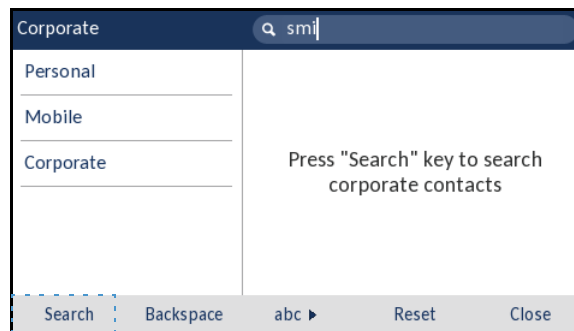 Corporate
smi
Personal
Mobile
Corporate
Press "Search" key to search
corporate contacts
Search Backspace abc ▶ Reset Close